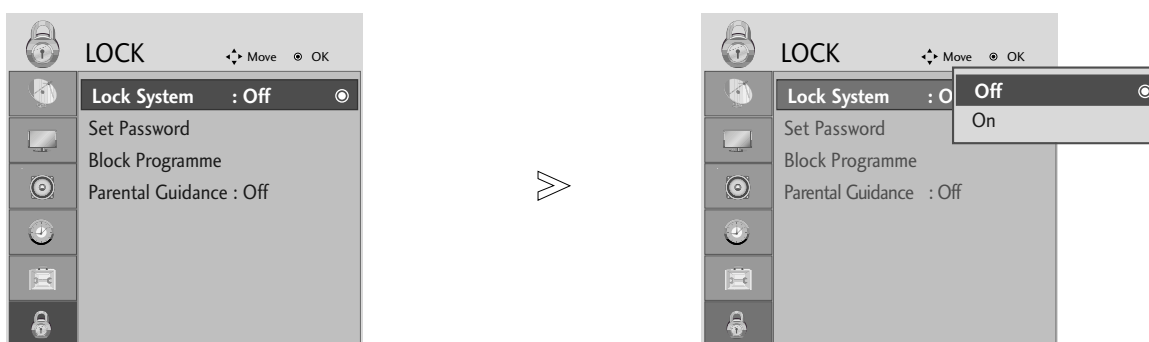 LOCK Move OK
Lock System : Off
Set Password
Block Programme
Parental Guidance : Off
LOCK Move OK
Lock System : O
Off
On
Set Password
Block Programme
Parental Guidance : Off